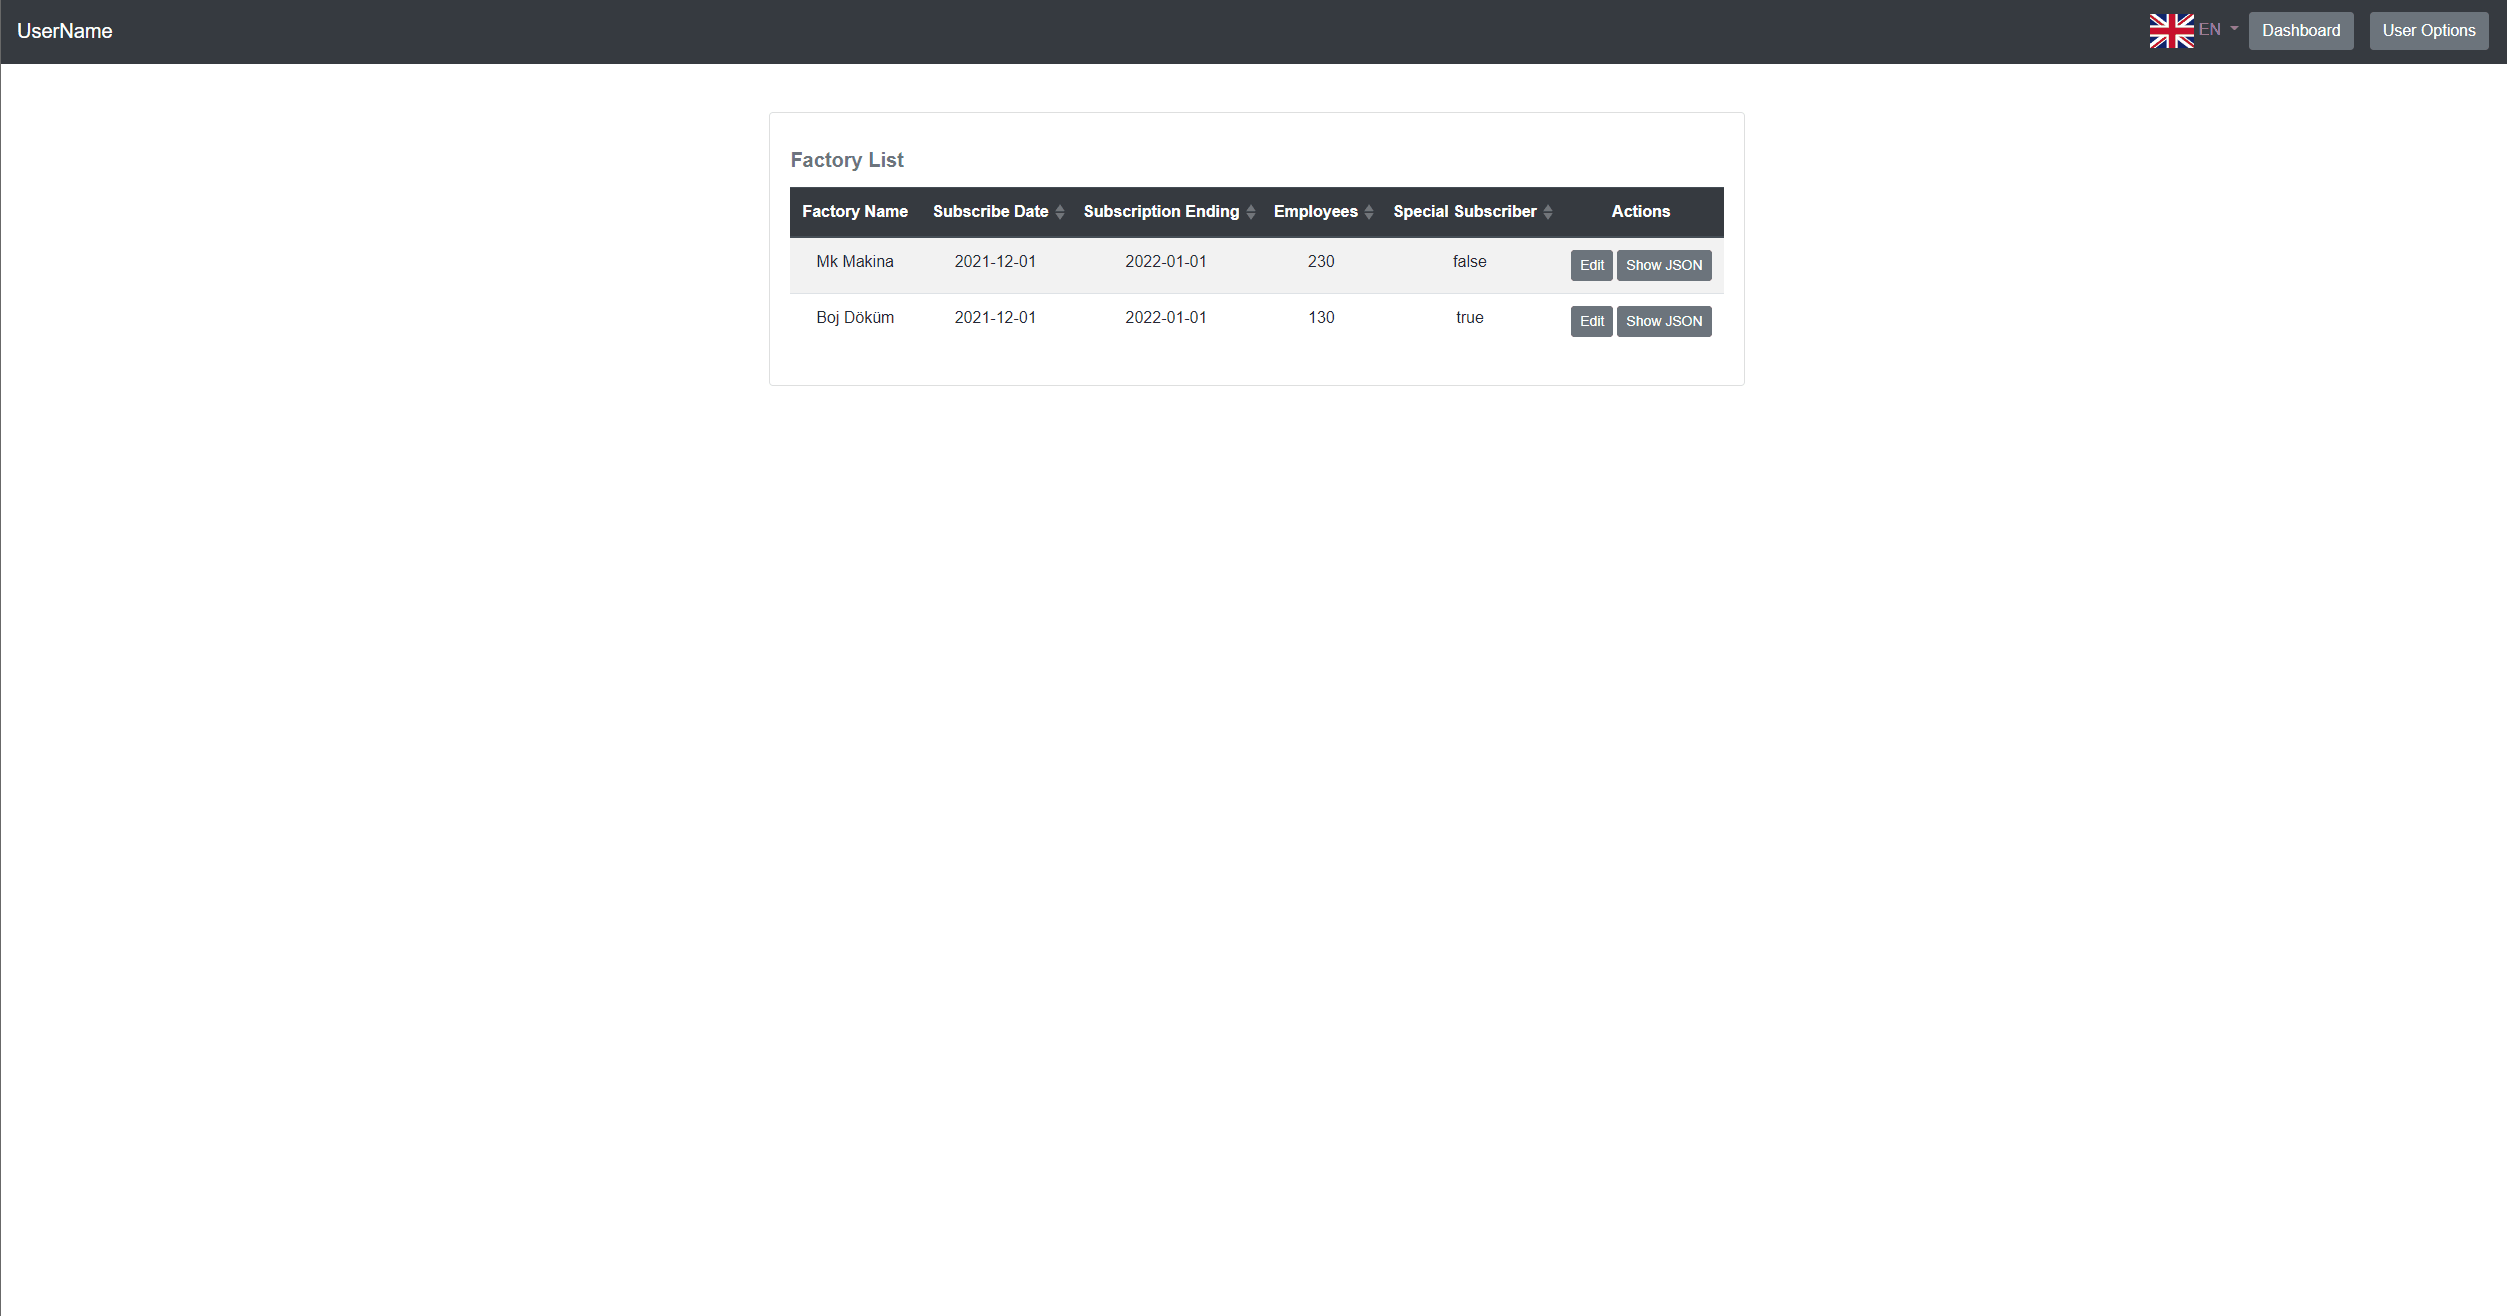 UserName EN Dashboard User Options
Factory List
Factory Name Subscribe Date Subscription Ending Employees Special Subscriber Actions
Mk Makina 2021-12-01 2022-01-01 230 false Edit Show JSON
Boj Döküm 2021-12-01 2022-01-01 130 true Edit Show JSON